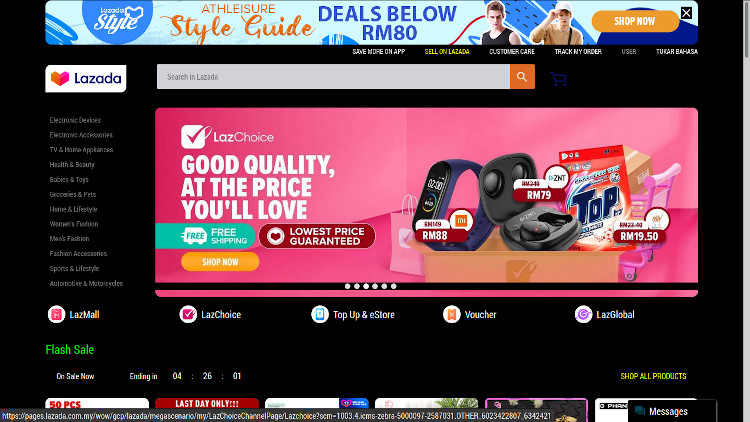 Lazada
Style
ATHLEISURE
Style Guide
DEALS BELOW
RM80
SHOP NOW
SAVE MORE ON APP
SELL ON LAZADA
CUSTOMER CARE
TRACK MY ORDER
USER
TUKAR BAHASA
Lazada
Search in Lazada
Electronic Devices
Electronic Accessories
TV & Home Appliances
Health & Beauty
Babies & Toys
Groceries & Pets
Home & Lifestyle
Women's Fashion
Men's Fashion
Fashion Accessories
Sports & Lifestyle
Automotive & Motorcycles
LazChoice
GOOD QUALITY,
AT THE PRICE
YOU'LL LOVE
FREE
FREE
SHIPPING
LOWEST PRICE
GUARANTEED
SHOP NOW
RM149
RM88
RM249
RM79
ZNT
TOP
RM23.40
RM19.50
LazMall
LazChoice
Top Up & eStore
Voucher
LazGlobal
Flash Sale
On Sale Now
Ending in
04 : 26 : 01
SHOP ALL PRODUCTS
50 PCS
LAST DAY ONLY!!!
https://pages.lazada.com.my/wow/gcp/lazada/megascenario/my/LazChoiceChannelPage/Lazchoice?scm=1003.4.icms-zebra-5000097-2587031.OTHER_6023422807_6342421
Messages